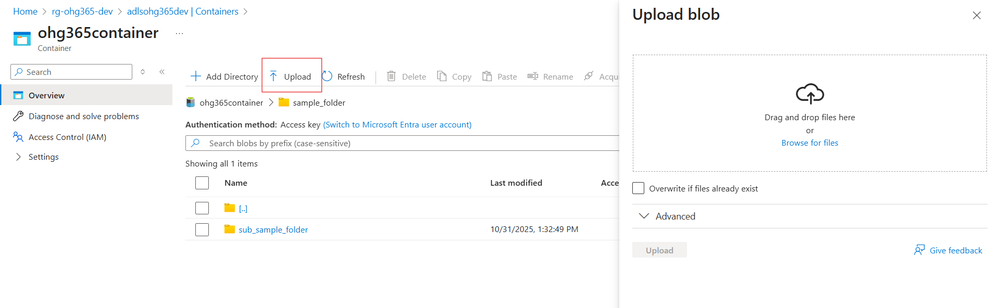 Home > rg-ohg365-dev > adlsohg365dev | Containers >
ohg365container ...
Container
Search
Overview
Diagnose and solve problems
Access Control (IAM)
Settings
Add Directory Upload Refresh Delete Copy Paste Rename Acqu
ohg365container > sample_folder
Authentication method: Access key (Switch to Microsoft Entra user account)
Search blobs by prefix (case-sensitive)
Showing all 1 items
Name Last modified Acce
[..]
sub_sample_folder 10/31/2025, 1:32:49 PM
Upload blob
Drag and drop files here
or
Browse for files
Overwrite if files already exist
Advanced
Upload Give feedback